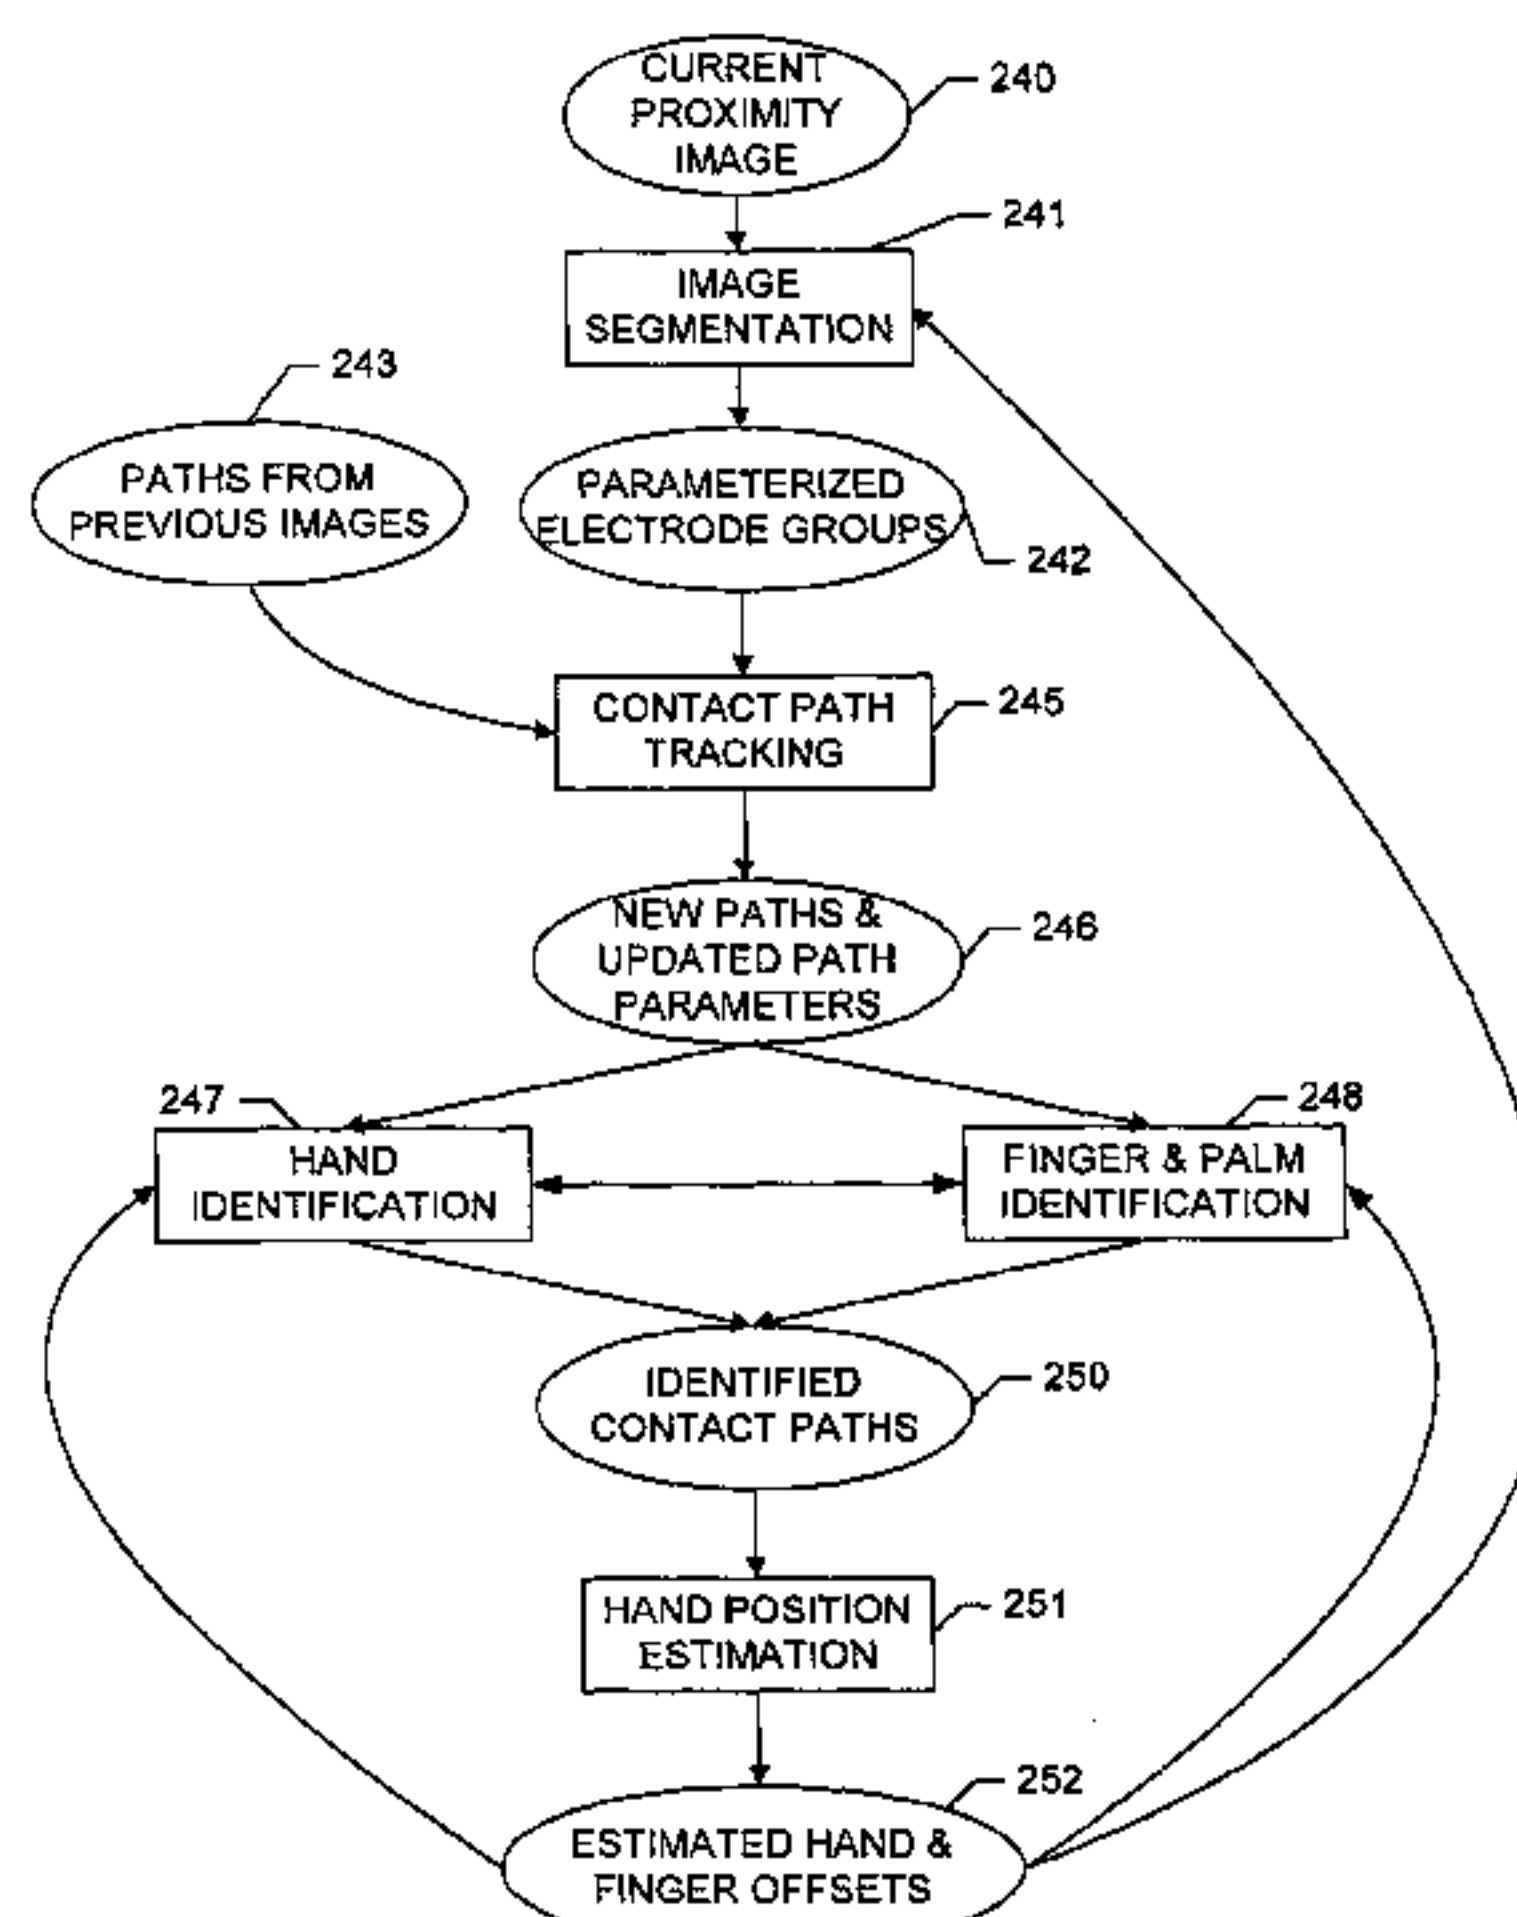 CURRENT
PROXIMITY
IMAGE
240
241
IMAGE
SEGMENTATION
243
PATHS FROM
PREVIOUS IMAGES
PARAMETERIZED
ELECTRODE GROUPS
242
CONTACT PATH
TRACKING
245
NEW PATHS &
UPDATED PATH
PARAMETERS
246
247
HAND
IDENTIFICATION
248
FINGER & PALM
IDENTIFICATION
IDENTIFIED
CONTACT PATHS
250
HAND POSITION
ESTIMATION
251
252
ESTIMATED HAND &
FINGER OFFSETS